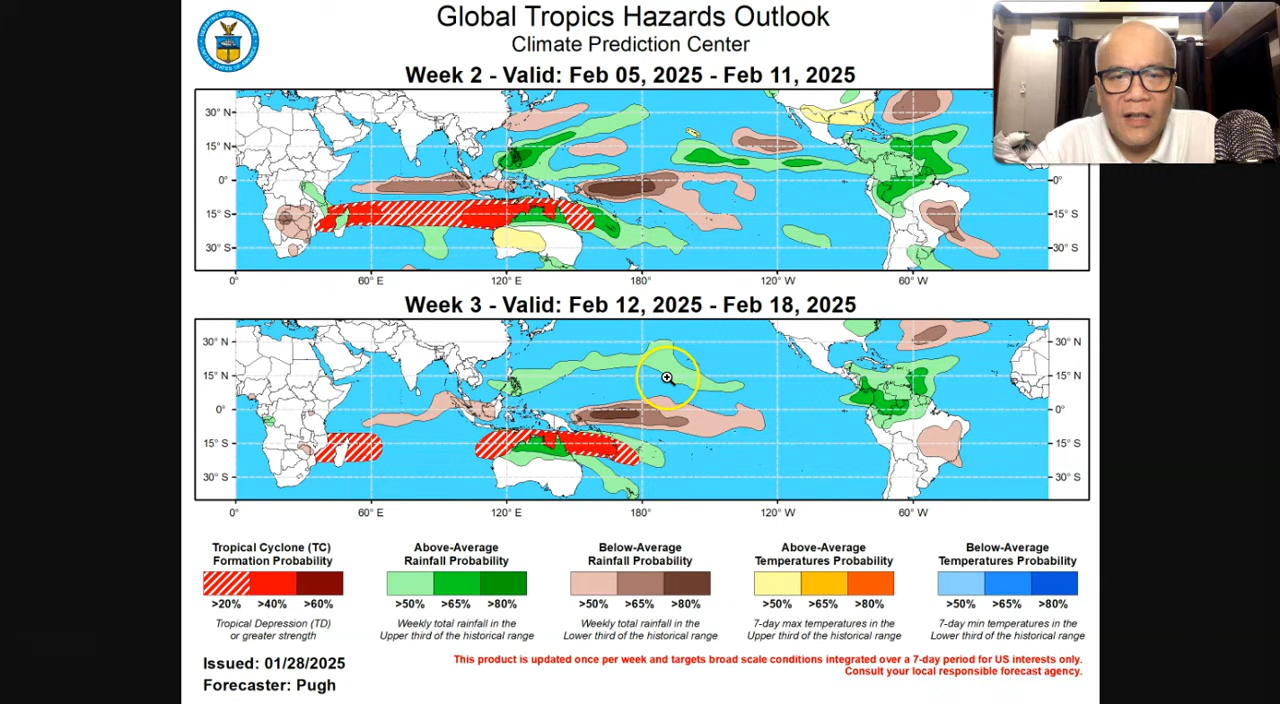 Global Tropics Hazards Outlook
Climate Prediction Center
Week 2 - Valid: Feb 05, 2025 - Feb 11, 2025
30° N
15° N
0°
0°
15° S
15° S
30° S
30° S
0°
60° E
120° E
180°
120° W
60° W
Week 3 - Valid: Feb 12, 2025 - Feb 18, 2025
30° N
30° N
15° N
15° N
0°
0°
15° S
15° S
30° S
30° S
0°
60° E
120° E
180°
120° W
60° W
Tropical Cyclone (TC)
Formation Probability
>20% >40% >60%
Tropical Depression (TD)
or greater strength
Above-Average
Rainfall Probability
>50% >65% >80%
Weekly total rainfall in the
Upper third of the historical range
Below-Average
Rainfall Probability
>50% >65% >80%
Weekly total rainfall in the
Lower third of the historical range
Above-Average
Temperatures Probability
>50% >65% >80%
7-day max temperatures in the
Upper third of the historical range
Below-Average
Temperatures Probability
>50% >65% >80%
7-day min temperatures in the
Lower third of the historical range
Issued: 01/28/2025
Forecaster: Pugh
This product is updated once per week and targets broad scale conditions integrated over a 7-day period for US interests only.
Consult your local responsible forecast agency.